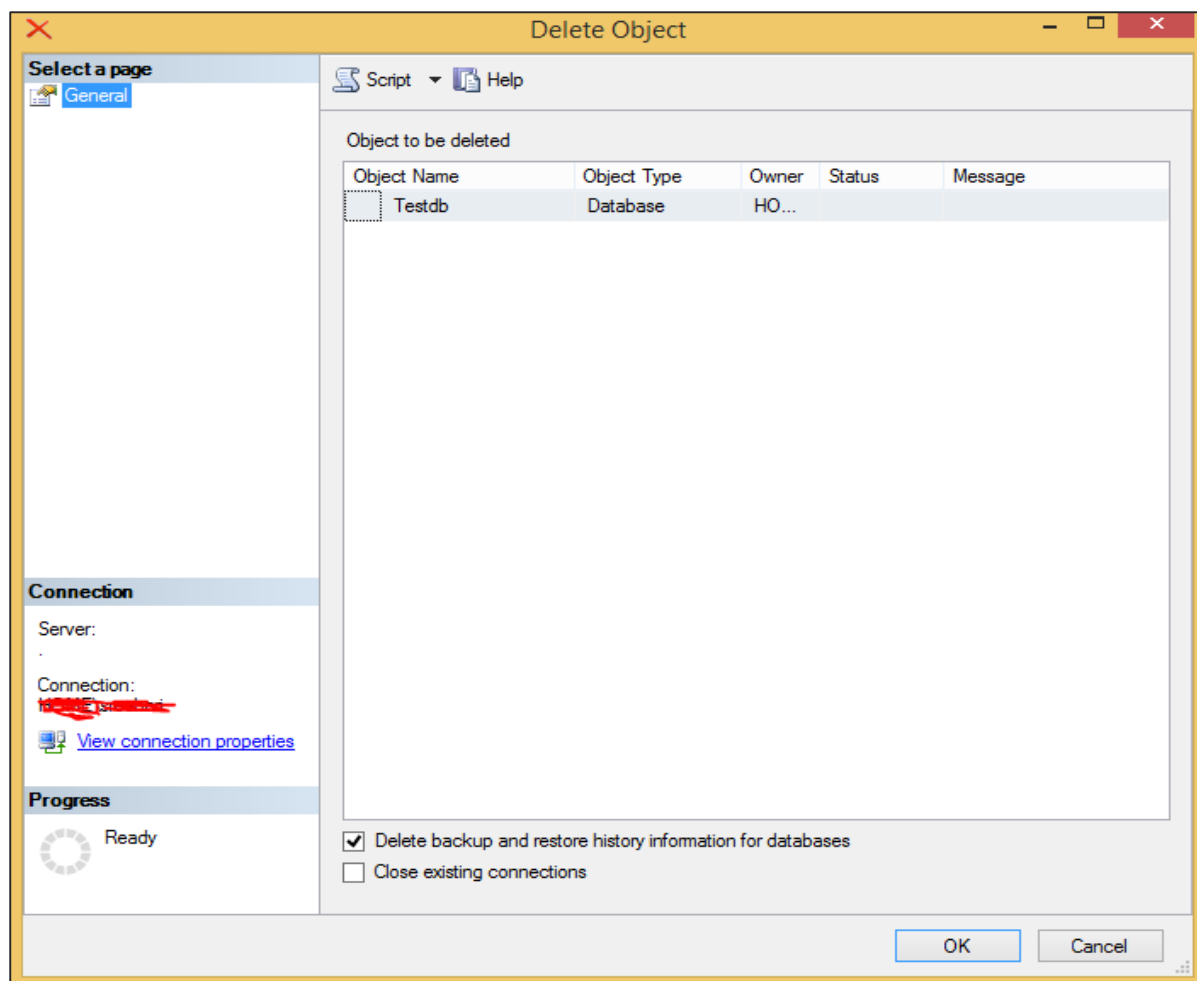 Delete Object
Select a page
General
Script Help
Object to be deleted
Object Name Object Type Owner Status Message
Testdb Database HO...
Connection
Server:
.
Connection:
View connection properties
Progress
Ready
Delete backup and restore history information for databases
Close existing connections
OK Cancel